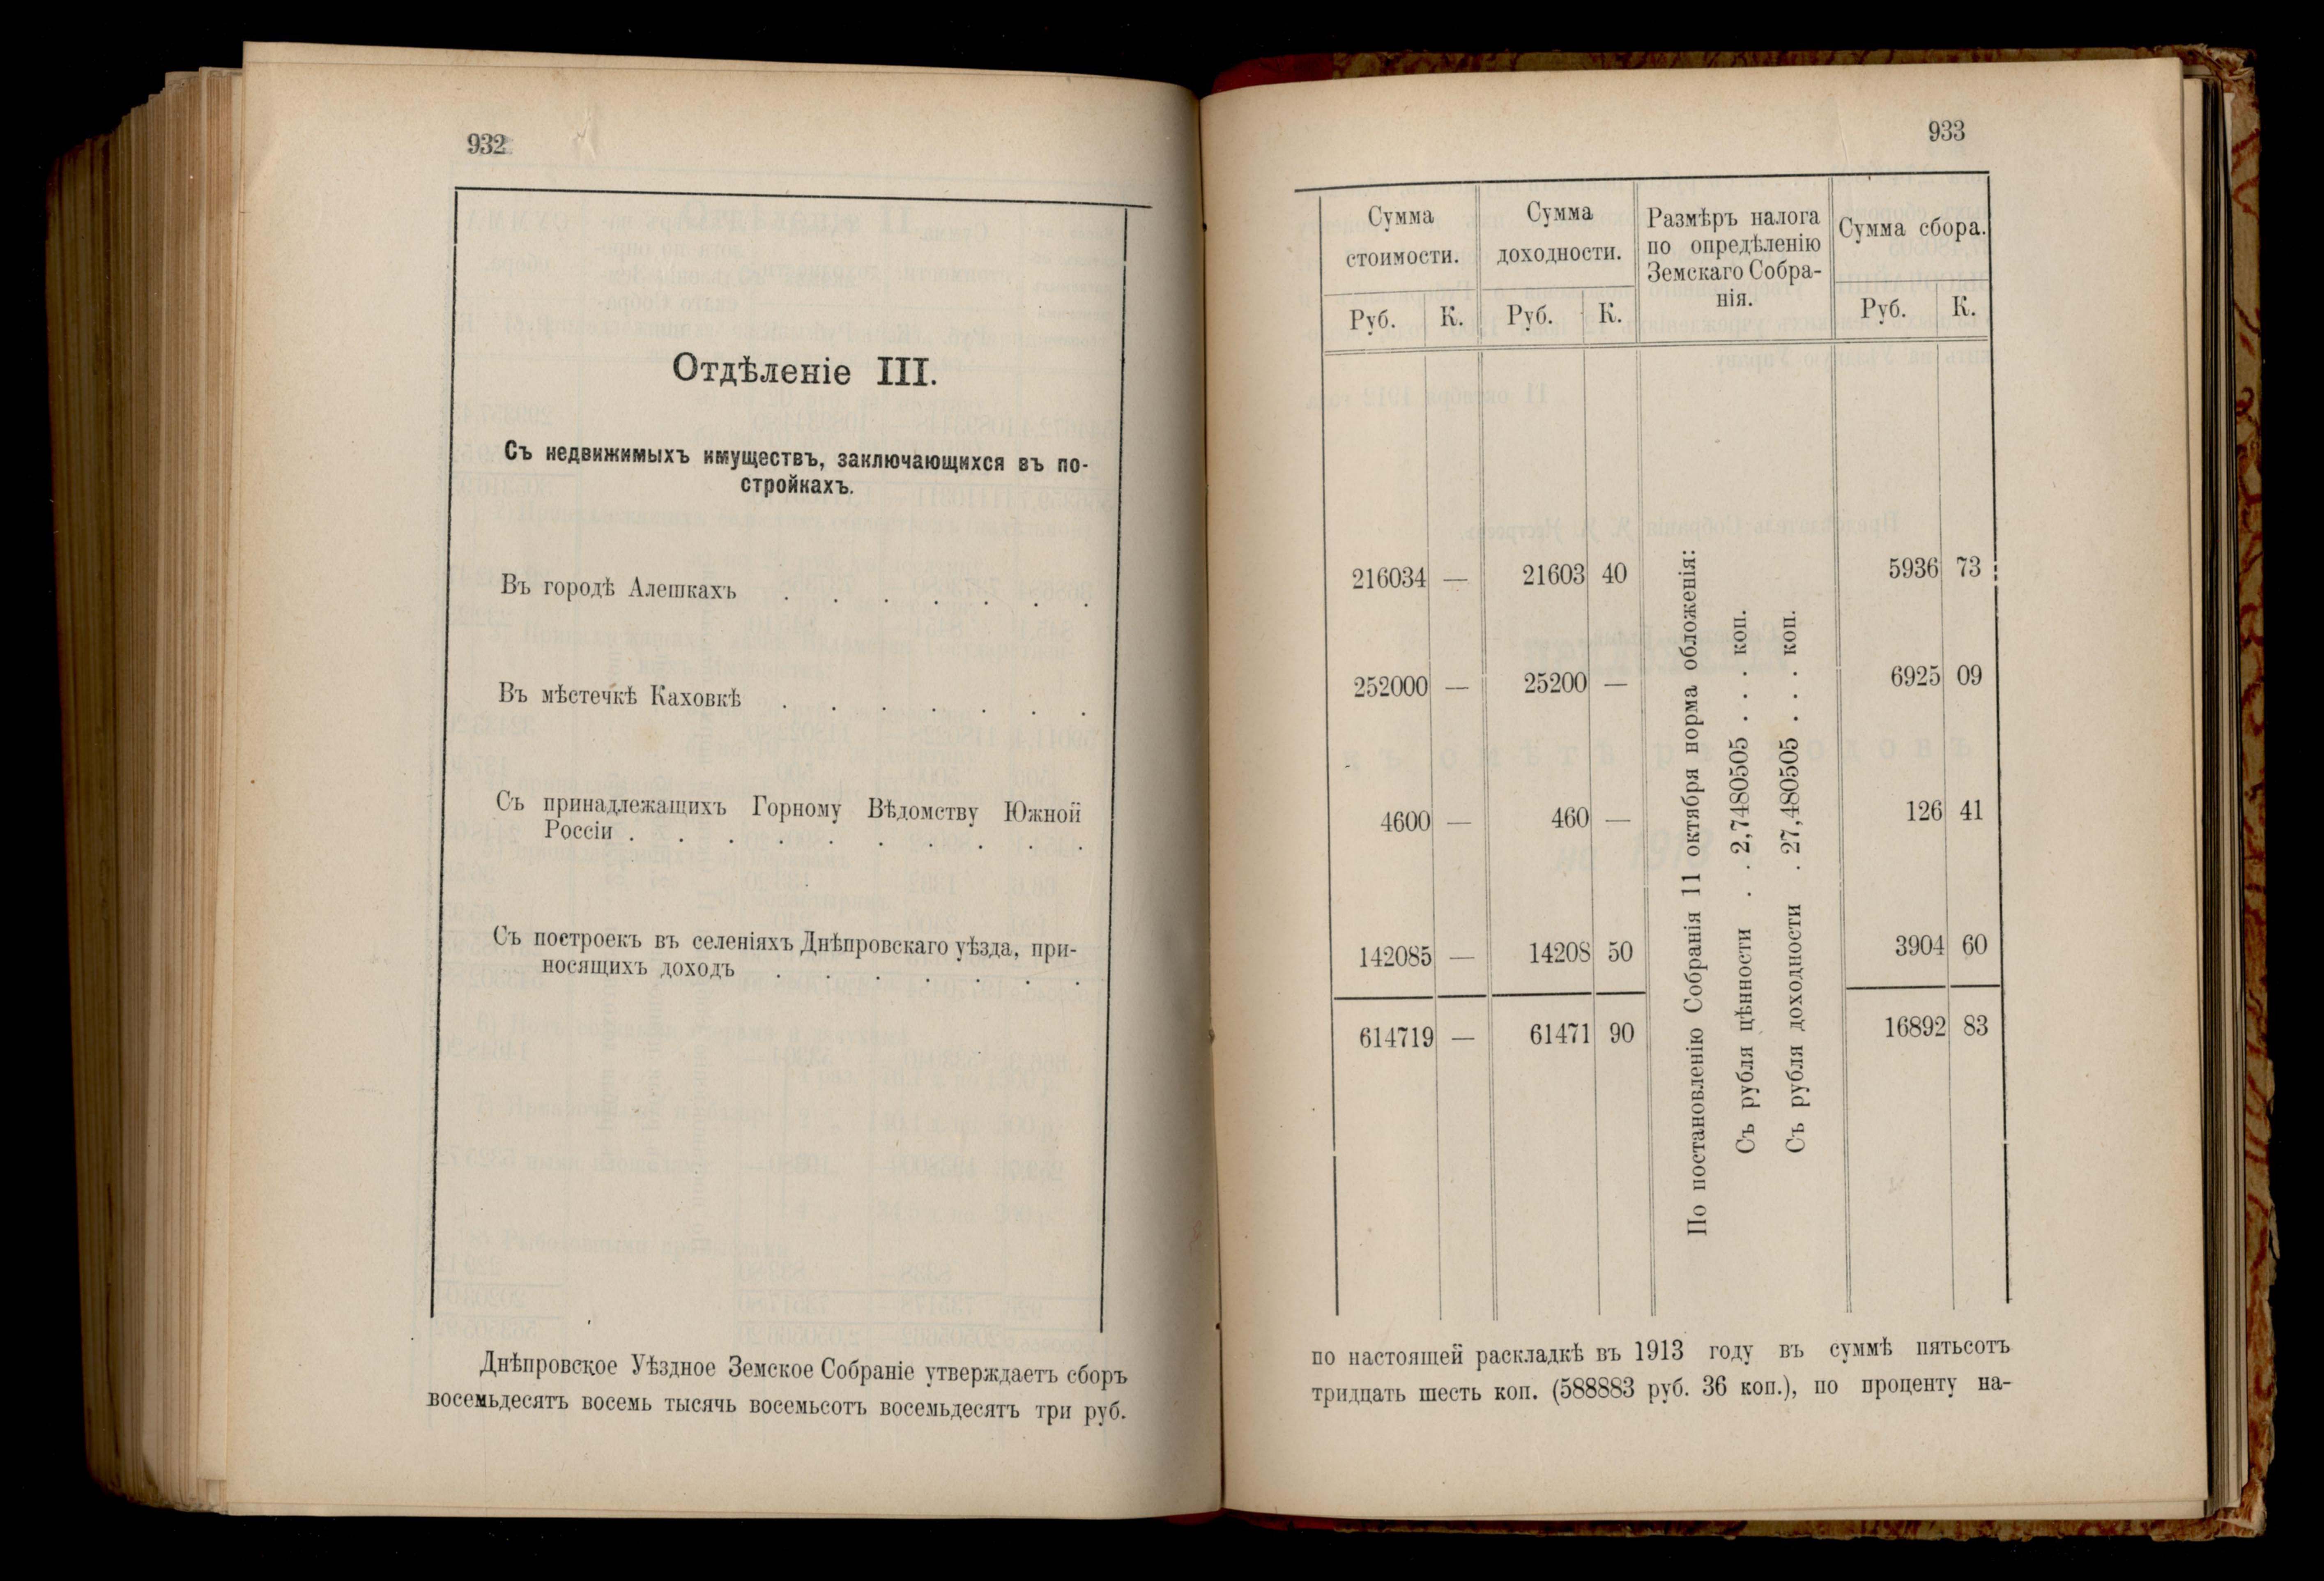 932
Отдѣленіе III.
Съ недвижимыхъ имуществъ, заключающихся въ по-
стройкахъ.
Въ городѣ Алешкахъ . . . . . . .
Въ мѣстечкѣ Каховкѣ . . . . . . .
Съ принадлежащихъ Горному Вѣдомству Южной
Россіи . . . . . . . . . .
Съ построекъ въ селеніяхъ Днѣпровскаго уѣзда, при-
носящихъ доходъ . . . . . . .
Днѣпровское Уѣздное Земское Собраніе утверждаетъ сборъ
восемьдесятъ восемь тысячь восемьсотъ восемьдесятъ три руб.
933
Сумма
стоимости.
Сумма
доходности.
Размѣръ налога
по опредѣленію
Земскаго Собра-
нія.
Сумма сбора.
Руб. К. Руб. К. Руб. К.
216034 — 21603 40 5936 73
252000 — 25200 — 6925 09
4600 — 460 — 126 41
142085 — 14208 50 3904 60
614719 — 61471 90 16892 83
По постановленію Собранія 11 октября норма обложенія:
Съ рубля цѣнности . . 2,7480505 . . . коп.
Съ рубля доходности . 27,480505 . . . коп.
по настоящей раскладкѣ въ 1913 году въ суммѣ пятьсотъ
тридцать шесть коп. (588883 руб. 36 коп.), по проценту на-